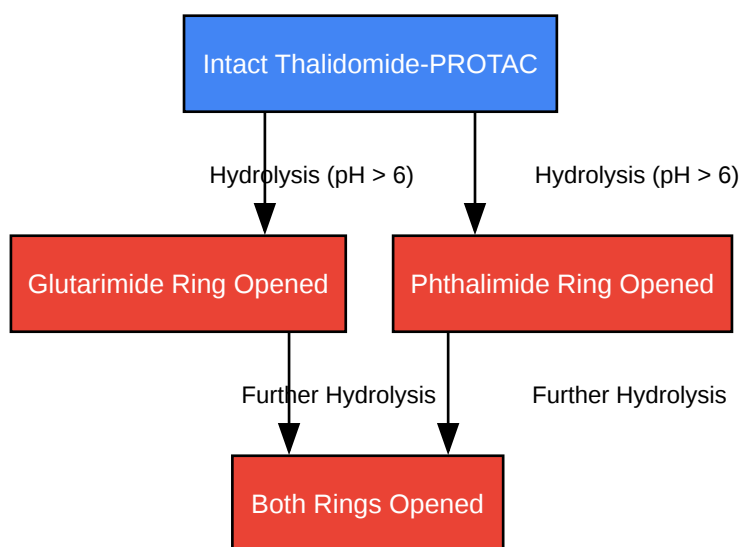 Intact Thalidomide-PROTAC
Hydrolysis (pH > 6)
Hydrolysis (pH > 6)
Glutarimide Ring Opened
Phthalimide Ring Opened
Further Hydrolysis
Further Hydrolysis
Both Rings Opened